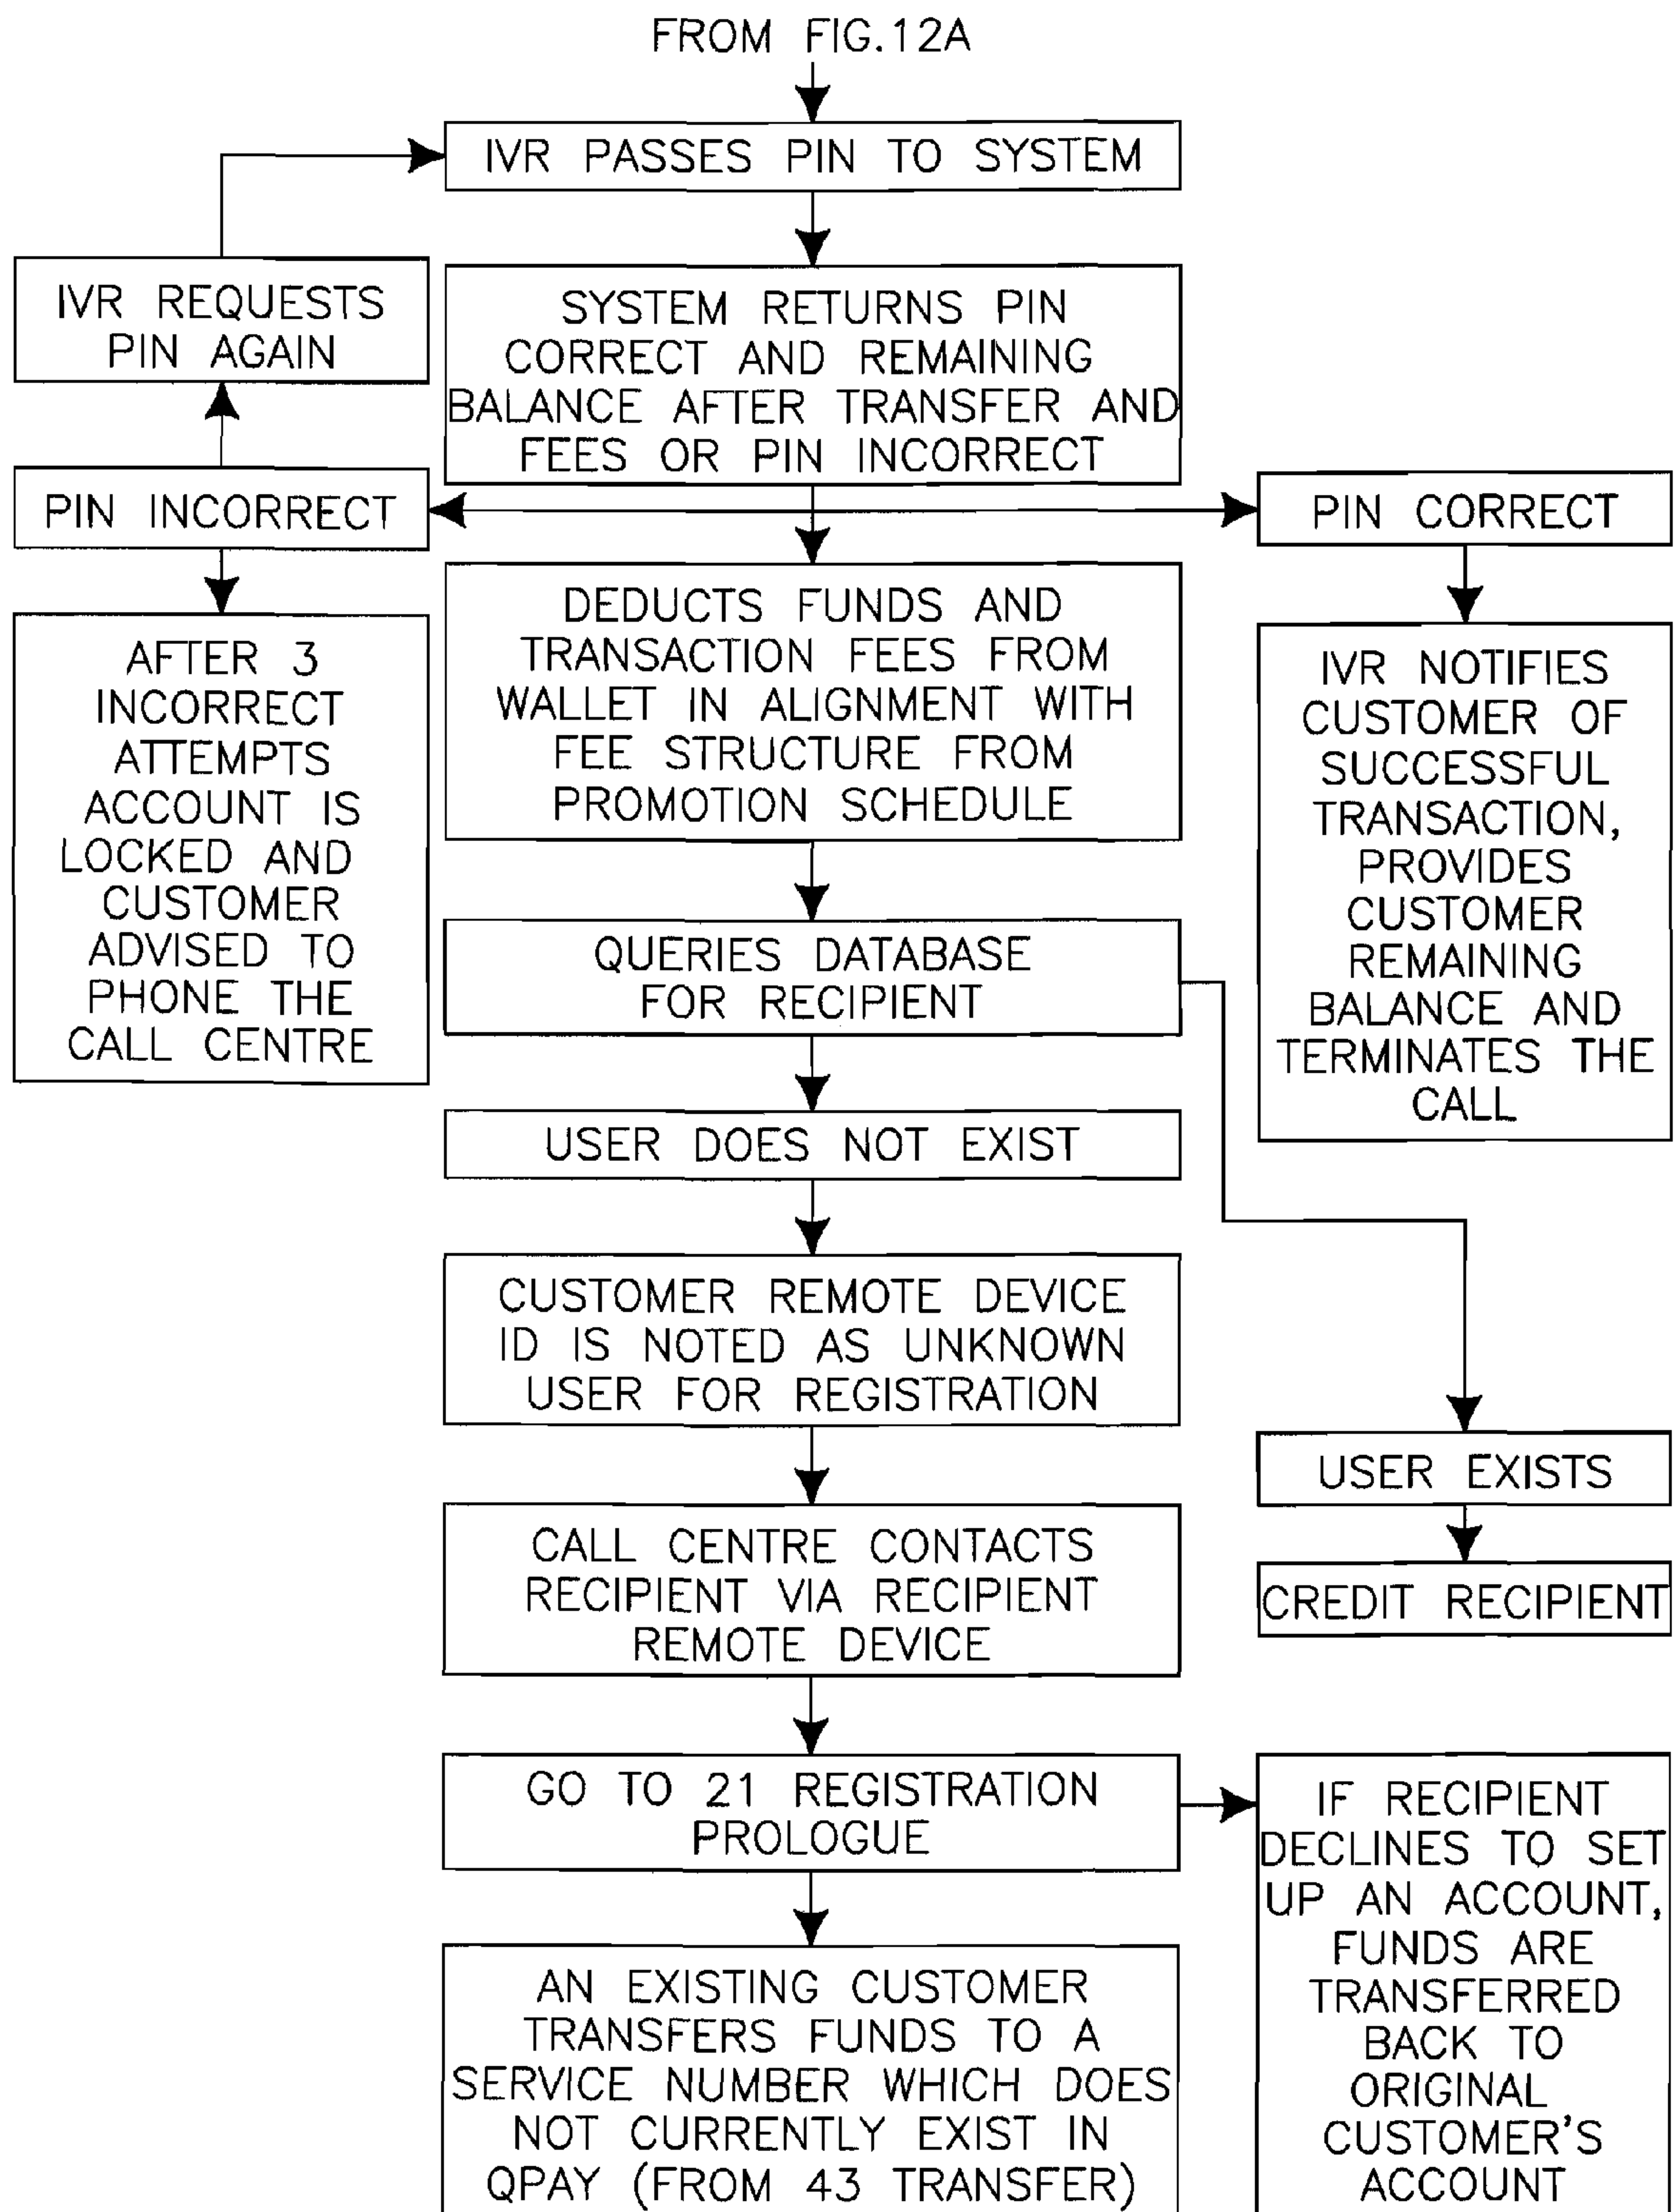 FROM FIG.12A
IVR PASSES PIN TO SYSTEM
IVR REQUESTS
PIN AGAIN
SYSTEM RETURNS PIN
CORRECT AND REMAINING
BALANCE AFTER TRANSFER AND
FEES OR PIN INCORRECT
PIN INCORRECT
PIN CORRECT
AFTER 3
INCORRECT
ATTEMPTS
ACCOUNT IS
LOCKED AND
CUSTOMER
ADVISED TO
PHONE THE
CALL CENTRE
DEDUCTS FUNDS AND
TRANSACTION FEES FROM
WALLET IN ALIGNMENT WITH
FEE STRUCTURE FROM
PROMOTION SCHEDULE
IVR NOTIFIES
CUSTOMER OF
SUCCESSFUL
TRANSACTION,
PROVIDES
CUSTOMER
REMAINING
BALANCE AND
TERMINATES THE
CALL
QUERIES DATABASE
FOR RECIPIENT
USER DOES NOT EXIST
CUSTOMER REMOTE DEVICE
ID IS NOTED AS UNKNOWN
USER FOR REGISTRATION
USER EXISTS
CREDIT RECIPIENT
CALL CENTRE CONTACTS
RECIPIENT VIA RECIPIENT
REMOTE DEVICE
GO TO 21 REGISTRATION
PROLOGUE
IF RECIPIENT
DECLINES TO SET
UP AN ACCOUNT,
FUNDS ARE
TRANSFERRED
BACK TO
ORIGINAL
CUSTOMER'S
ACCOUNT
AN EXISTING CUSTOMER
TRANSFERS FUNDS TO A
SERVICE NUMBER WHICH DOES
NOT CURRENTLY EXIST IN
QPAY (FROM 43 TRANSFER)